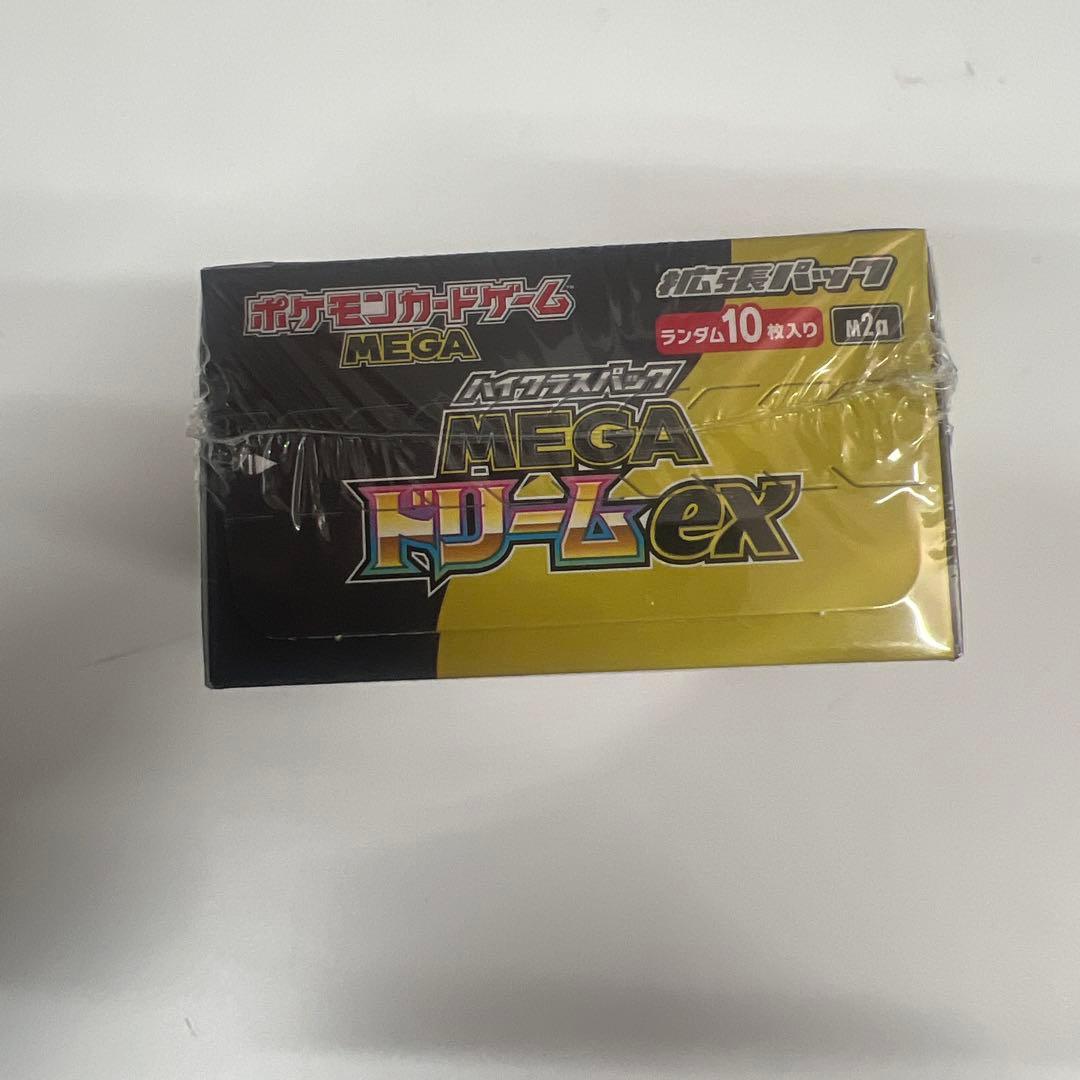 ポケモンカードゲーム
MEGA
拡張パック
ランダム10枚入り
M2a
ハイクラスパック
MEGA
ドリームex